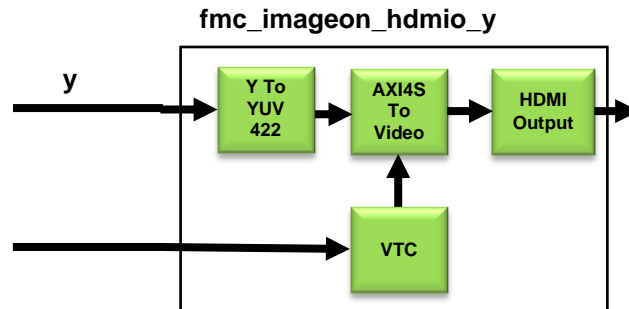 fmc_imageon_hdmio_y
y
Y To
YUV
422
AXI4S
To
Video
HDMI
Output
VTC